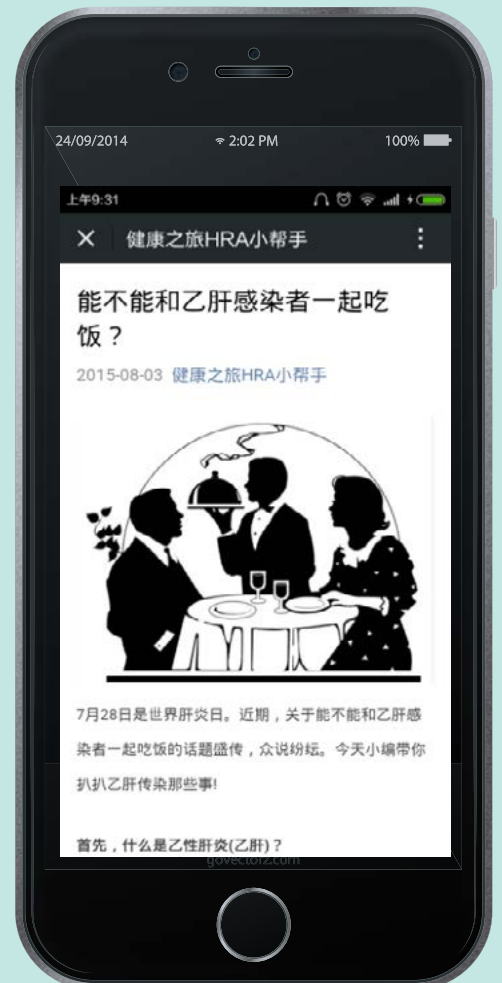 24/09/2014 2:02 PM 100%
上午9:31
健康之旅HRA小帮手
能不能和乙肝感染者一起吃
饭？
2015-08-03 健康之旅HRA小帮手
7月28日是世界肝炎日。近期，关于能不能和乙肝感
染者一起吃饭的话题盛传，众说纷纭。今天小编带你
扒扒乙肝传染那些事!
首先，什么是乙性肝炎(乙肝)？
govectorz.com